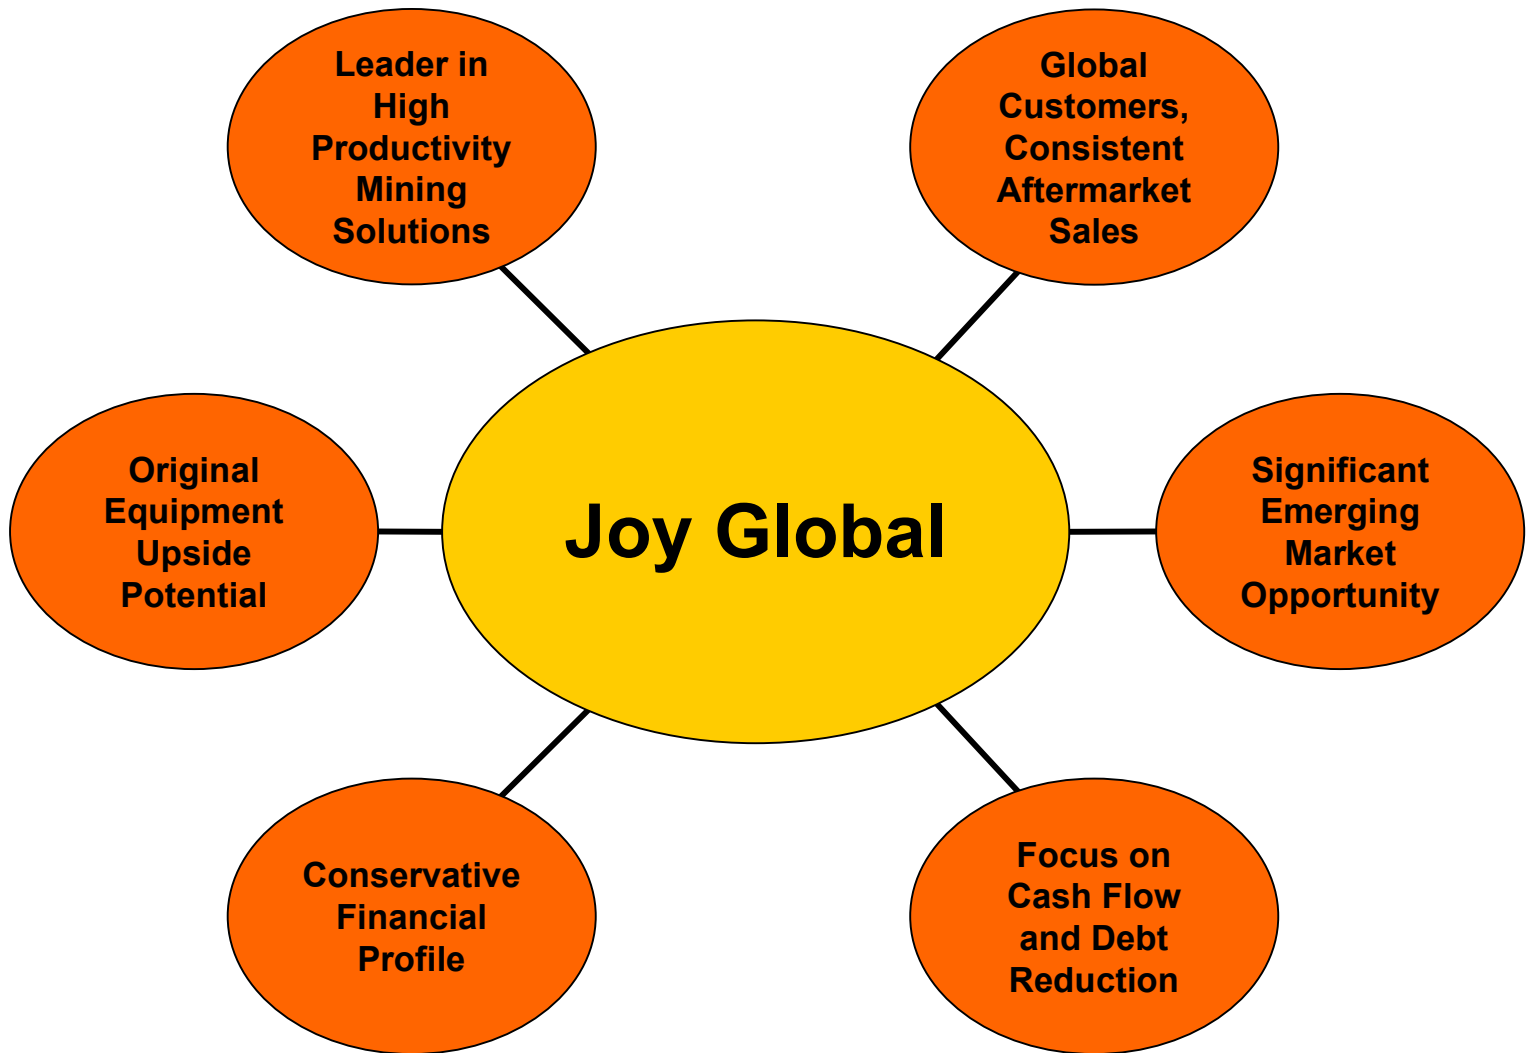 Leader in
High
Productivity
Mining
Solutions
Global
Customers,
Consistent
Aftermarket
Sales
Original
Equipment
Upside
Potential
Joy Global
Significant
Emerging
Market
Opportunity
Conservative
Financial
Profile
Focus on
Cash Flow
and Debt
Reduction